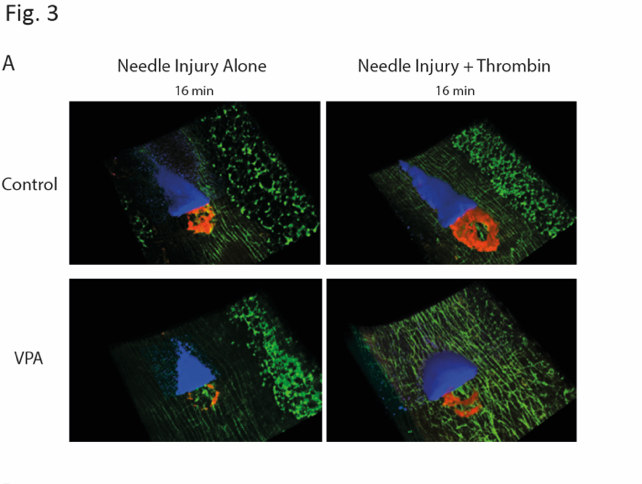 Fig. 3
A
Needle Injury Alone
Needle Injury + Thrombin
16 min
16 min
Control
VPA